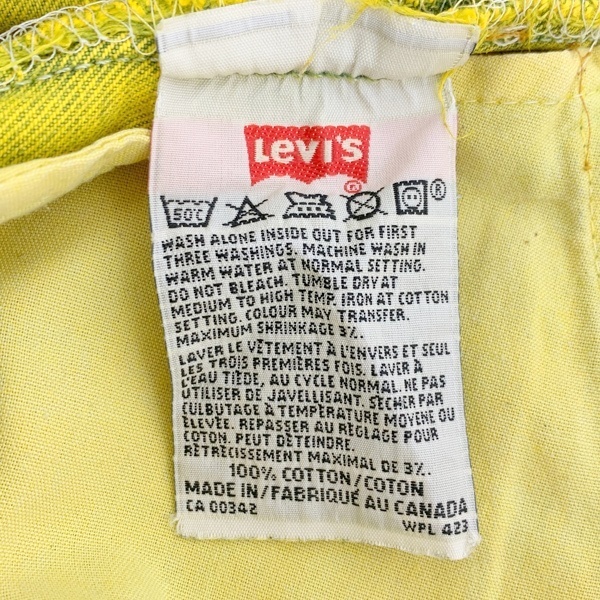 Levi's
®
50°C
®
WASH ALONE INSIDE OUT FOR FIRST
THREE WASHINGS. MACHINE WASH IN
WARM WATER AT NORMAL SETTING.
DO NOT BLEACH. TUMBLE DRY AT
MEDIUM TO HIGH TEMP. IRON AT COTTON
SETTING. COLOUR MAY TRANSFER.
MAXIMUM SHRINKAGE 3%.
LAVER LE VÊTEMENT À L'ENVERS ET SEUL
LES TROIS PREMIÈRES FOIS. LAVER À
L'EAU TIÈDE, AU CYCLE NORMAL. NE PAS
UTILISER DE JAVELLISANT. SÉCHER PAR
CULBUTAGE À TEMPÉRATURE MOYENNE OU
ÉLEVÉE. REPASSER AU RÉGLAGE POUR
COTON. PEUT DÉTEINDRE.
RÉTRÉCISSEMENT MAXIMAL DE 3%.
100% COTTON/COTON
MADE IN/FABRIQUÉ AU CANADA
CA 00342
WPL 423